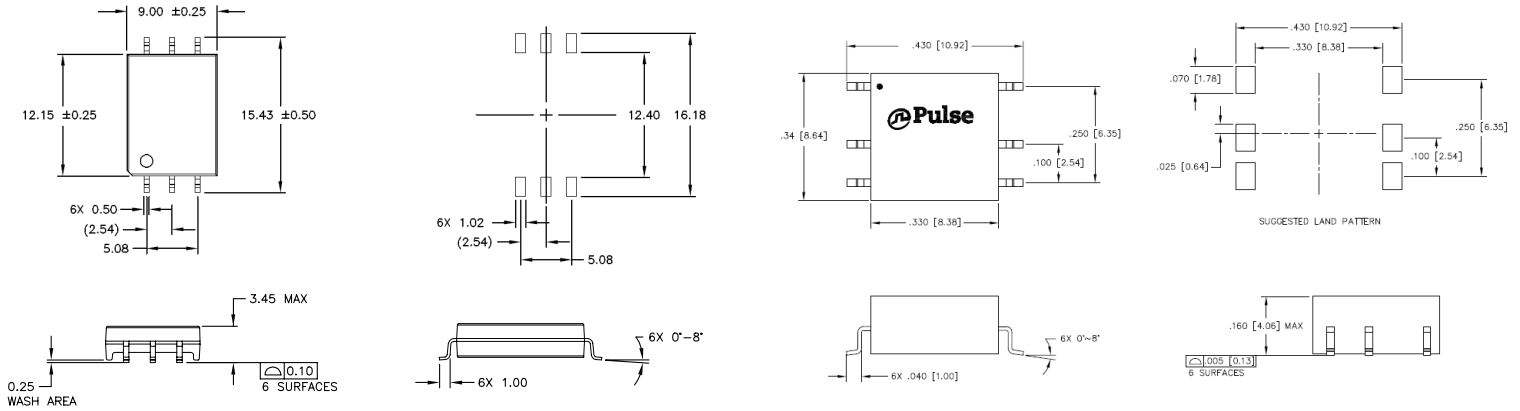 9.00 ±0.25
12.15 ±0.25
15.43 ±0.50
6X 0.50
(2.54)
5.08
12.40
16.18
6X 1.02
(2.54)
5.08
.430 [10.92]
.34 [8.64]
Pulse
.250 [6.35]
.100 [2.54]
.330 [8.38]
.430 [10.92]
.330 [8.38]
.070 [1.78]
.025 [0.64]
.250 [6.35]
.100 [2.54]
SUGGESTED LAND PATTERN
3.45 MAX
0.25
WASH AREA
0.10
6 SURFACES
6X 0°-8°
6X 1.00
6X 0°~8°
6X .040 [1.00]
.160 [4.06] MAX
.005 [0.13]
6 SURFACES